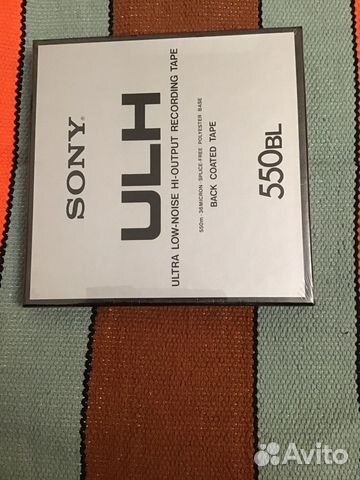 SONY®
ULH
ULTRA LOW-NOISE HI-OUTPUT RECORDING TAPE
550m·36MICRON SPLICE-FREE POLYESTER BASE
BACK COATED TAPE
550BL
Avito